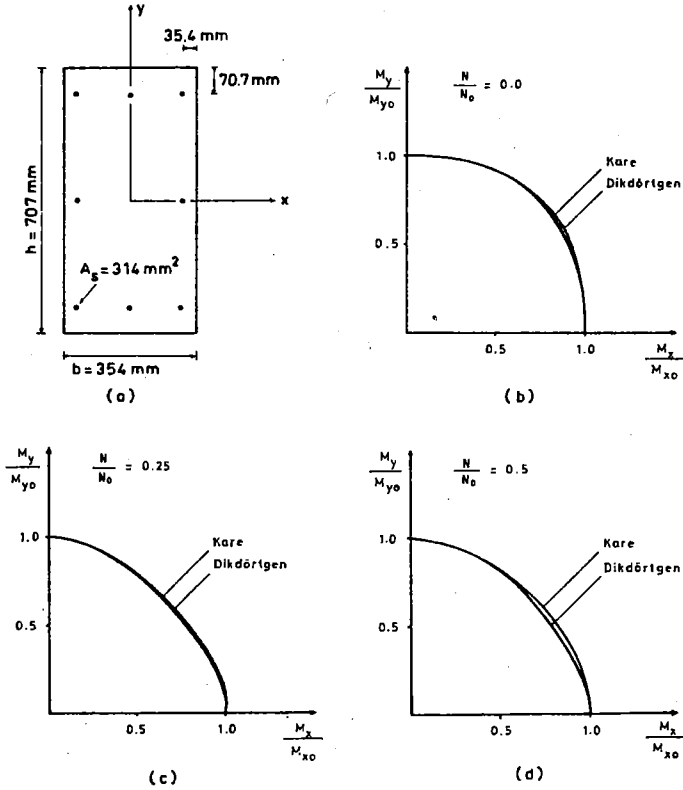 y
35,4 mm
70.7 mm
x
h = 707 mm
A_s = 314 mm²
b = 354 mm
(a)
M_y
M_yo
N
N_o
= 0.0
1.0
Kare
Dikdörtgen
0.5
0.5
1.0
M_x
M_xo
(b)
M_y
M_yo
N
N_o
= 0.25
1.0
Kare
Dikdörtgen
0.5
0.5
1.0
M_x
M_xo
(c)
M_y
M_yo
N
N_o
= 0.5
1.0
Kare
Dikdörtgen
0.5
0.5
1.0
M_x
M_xo
(d)